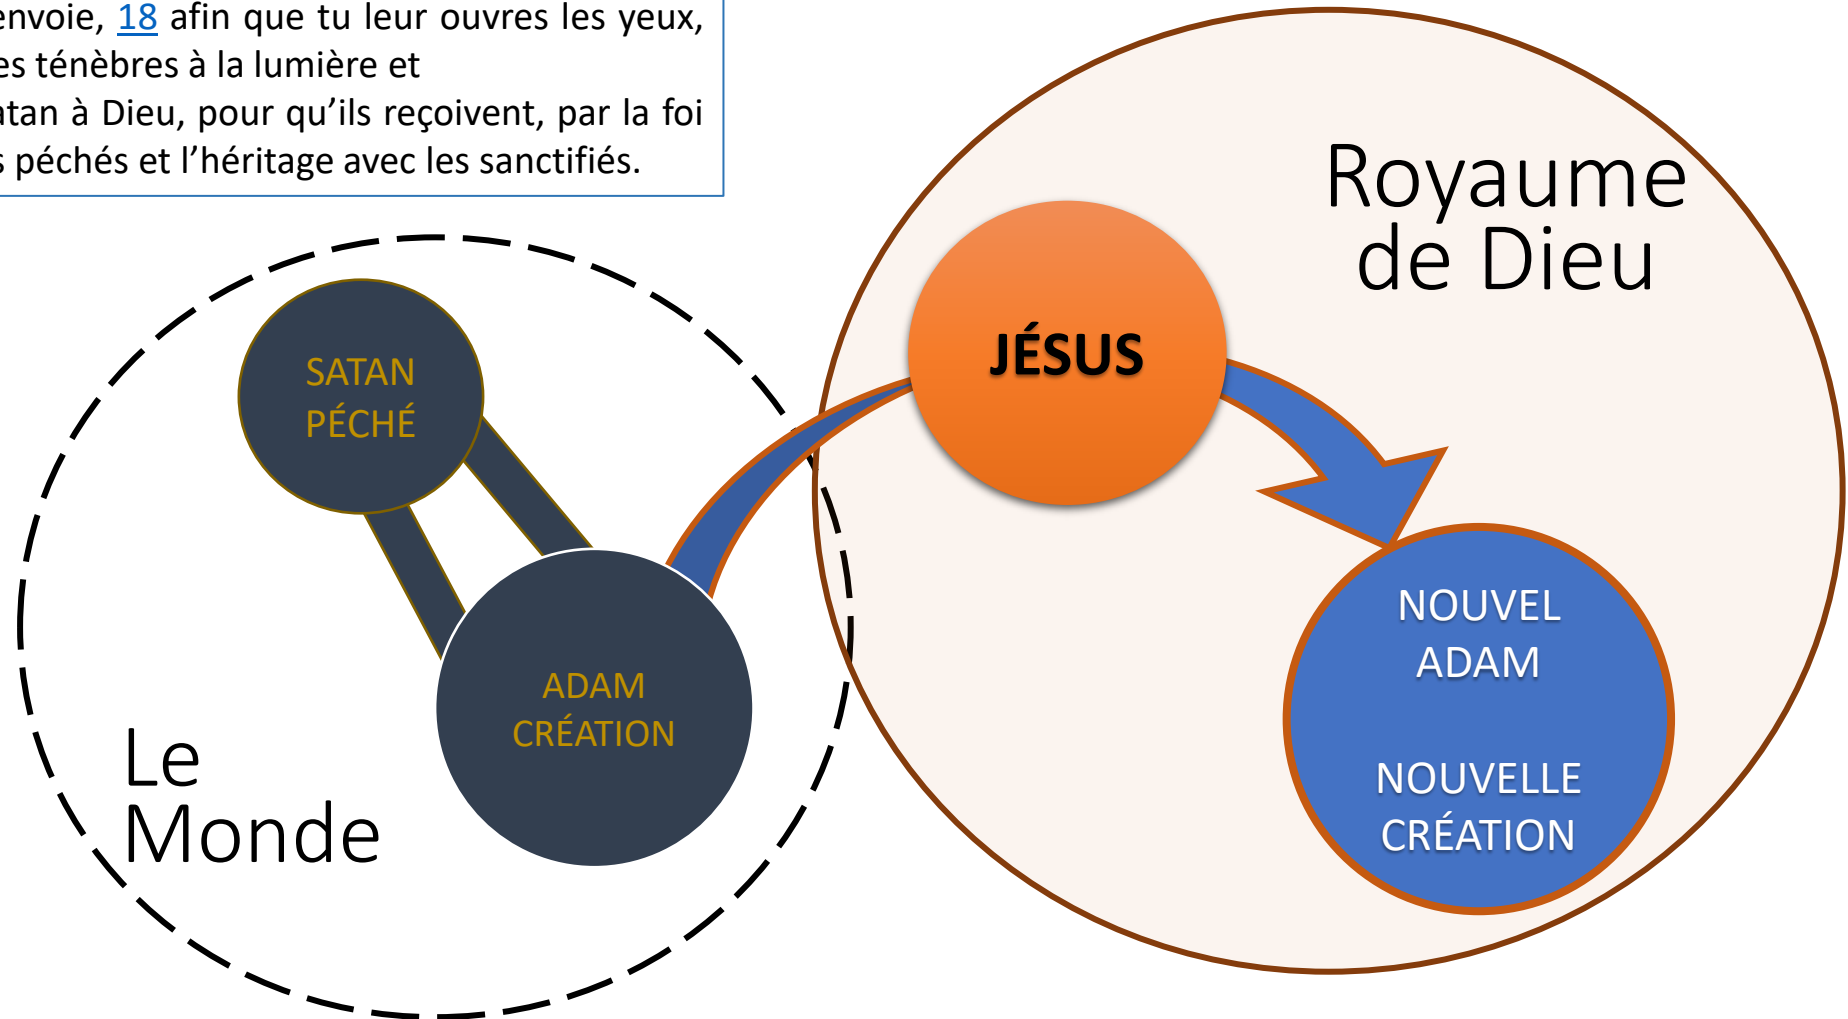 envoie, 18 afin que tu leur ouvres les yeux,
es ténèbres à la lumière et
atan à Dieu, pour qu’ils reçoivent, par la foi
s péchés et l’héritage avec les sanctifiés.
Royaume
de Dieu
JÉSUS
SATAN
PÉCHÉ
ADAM
CRÉATION
Le
Monde
NOUVEL
ADAM
NOUVELLE
CRÉATION